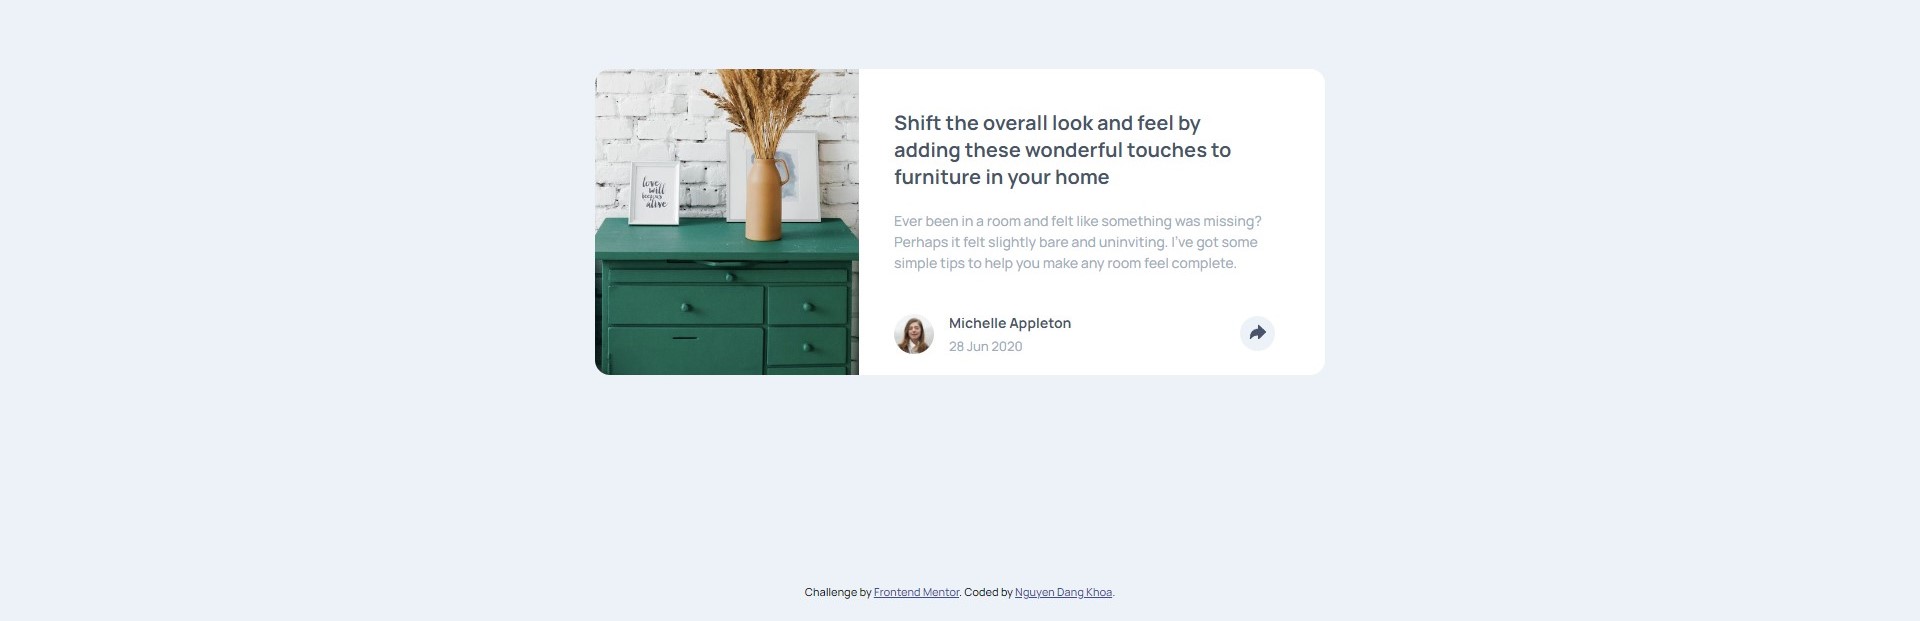 love
will
alive
Shift the overall look and feel by
adding these wonderful touches to
furniture in your home
Ever been in a room and felt like something was missing?
Perhaps it felt slightly bare and uninviting. I've got some
simple tips to help you make any room feel complete.
Michelle Appleton
28 Jun 2020
Challenge by Frontend Mentor. Coded by Nguyen Dang Khoa.